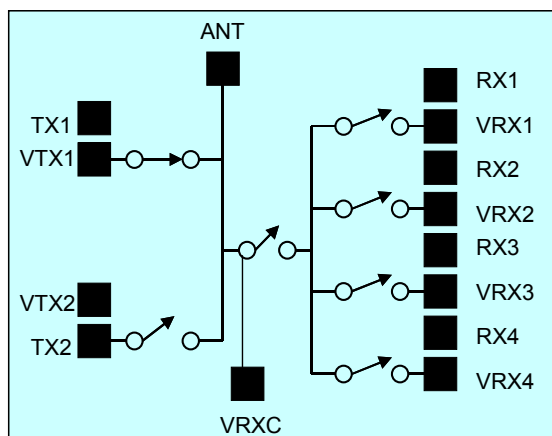 ANT
TX1
VTX1
VTX2
TX2
VRXC
RX1
VRX1
RX2
VRX2
RX3
VRX3
RX4
VRX4